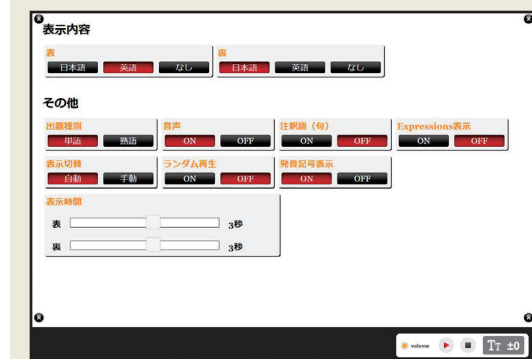 表示内容
表 裏
日本語 英語 なし 日本語 英語 なし
その他
出題種別 音声 注釈語（句） Expressions表示
単語 熟語 ON OFF ON OFF ON OFF
表示切替 ランダム再生 発音記号表示
自動 手動 ON OFF ON OFF
表示時間
表 3秒
裏 3秒
volume TT ±0